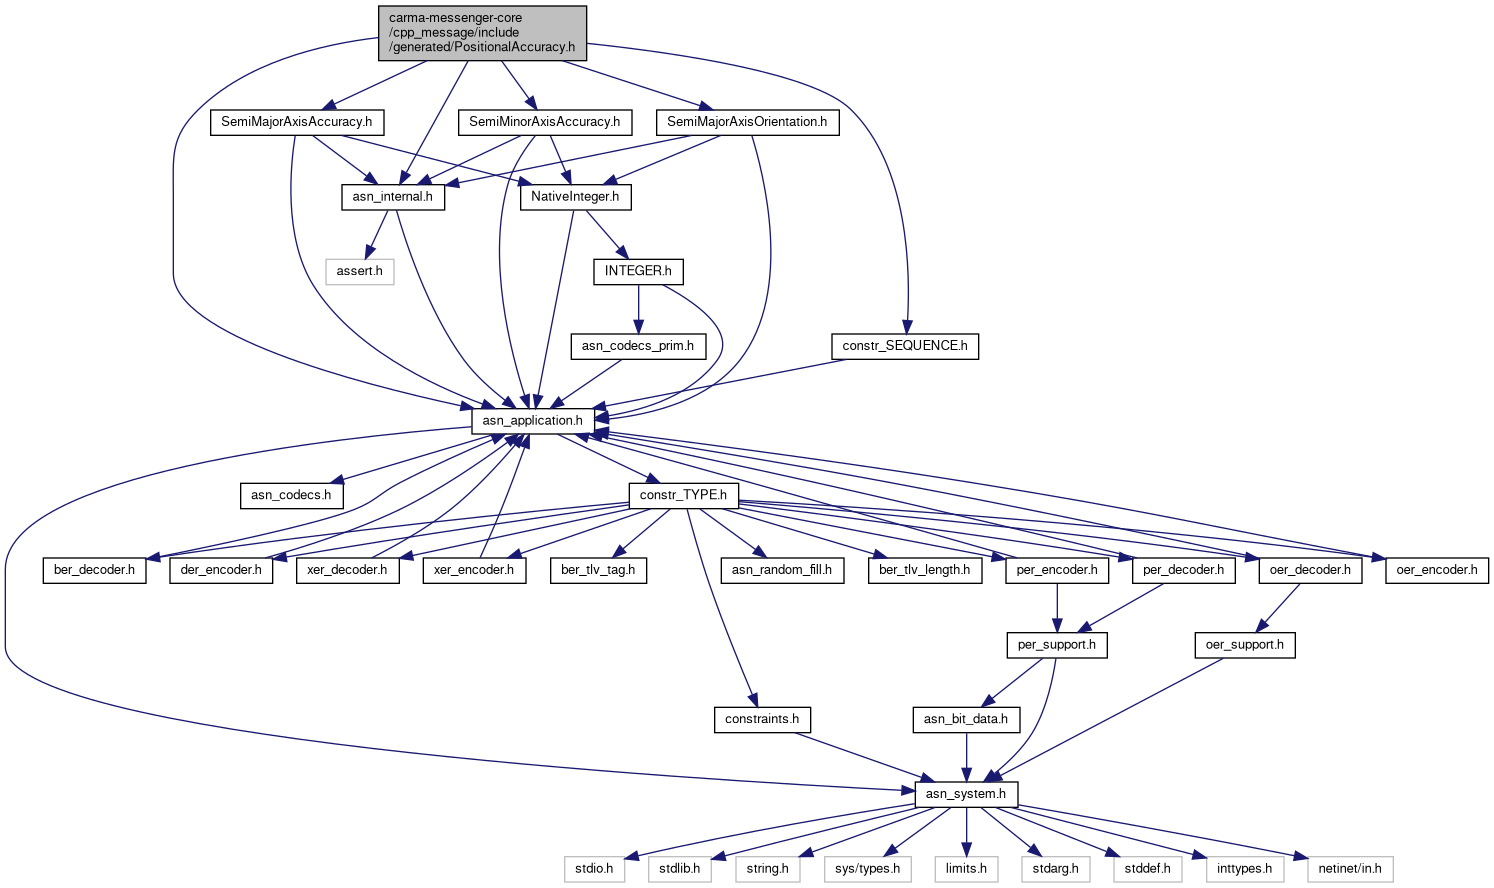 carma-messenger-core
/cpp_message/include
/generated/PositionalAccuracy.h
SemiMajorAxisAccuracy.h
SemiMinorAxisAccuracy.h
SemiMajorAxisOrientation.h
asn_internal.h
NativeInteger.h
assert.h
INTEGER.h
asn_codecs_prim.h
constr_SEQUENCE.h
asn_application.h
asn_codecs.h
constr_TYPE.h
ber_decoder.h
der_encoder.h
xer_decoder.h
xer_encoder.h
ber_tlv_tag.h
asn_random_fill.h
ber_tlv_length.h
per_encoder.h
per_decoder.h
oer_decoder.h
oer_encoder.h
per_support.h
oer_support.h
constraints.h
asn_bit_data.h
asn_system.h
stdio.h
stdlib.h
string.h
sys/types.h
limits.h
stdarg.h
stddef.h
inttypes.h
netinet/in.h